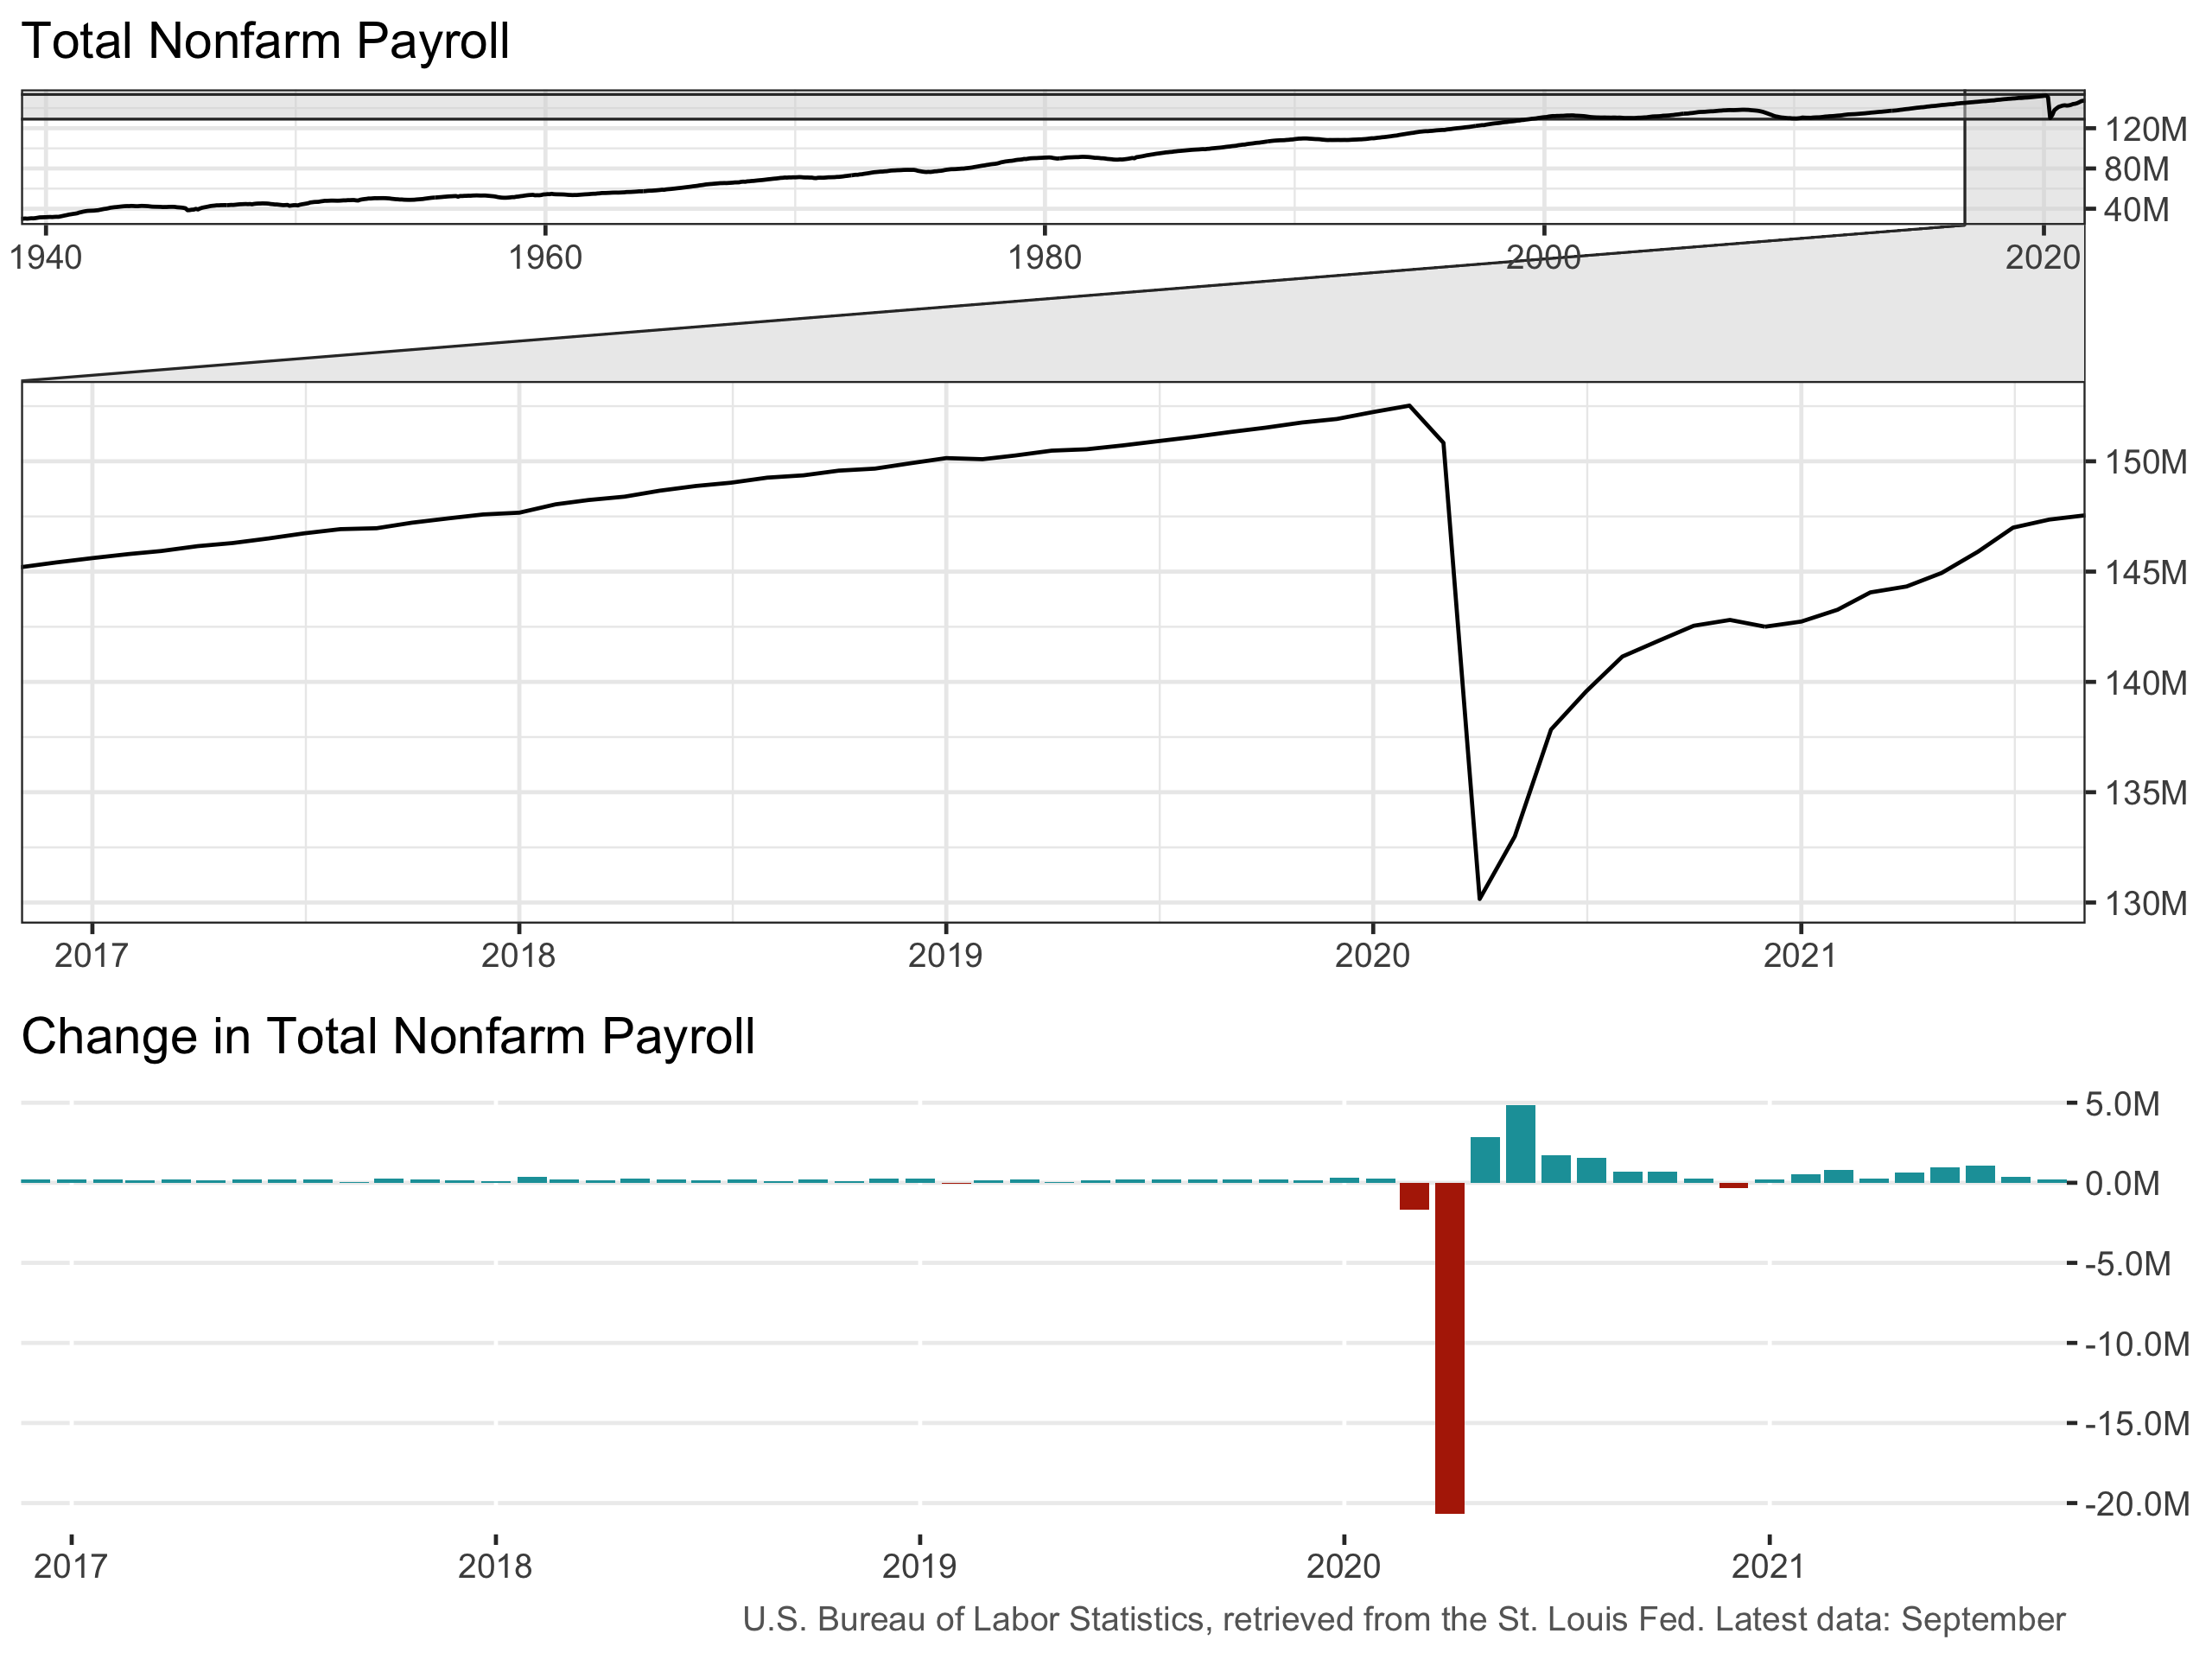 Total Nonfarm Payroll
120M
80M
40M
1940 1960 1980 2000 2020
150M
145M
140M
135M
130M
2017 2018 2019 2020 2021
Change in Total Nonfarm Payroll
5.0M
0.0M
-5.0M
-10.0M
-15.0M
-20.0M
2017 2018 2019 2020 2021
U.S. Bureau of Labor Statistics, retrieved from the St. Louis Fed. Latest data: September